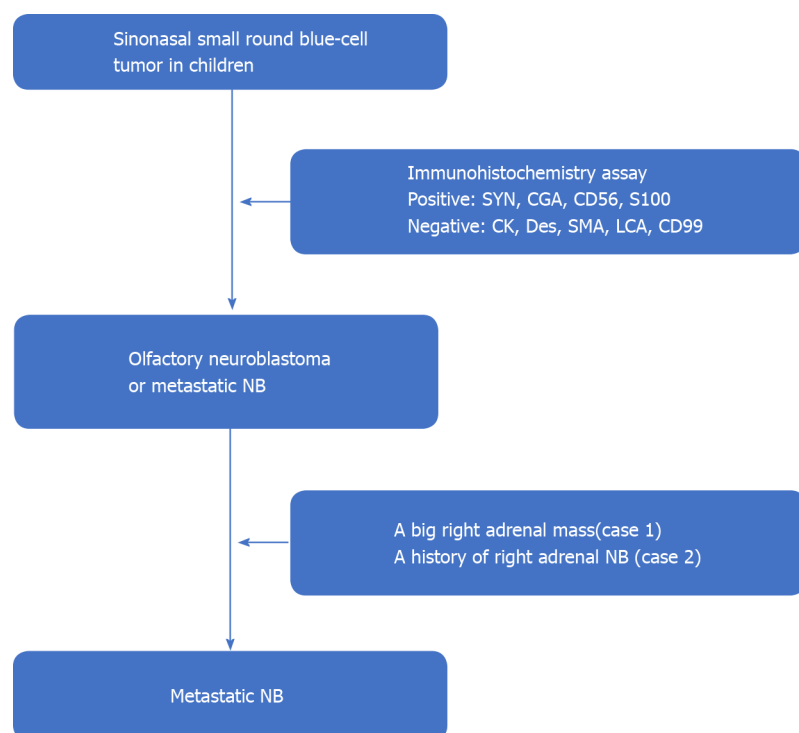 Sinonasal small round blue-cell
tumor in children
Immunohistochemistry assay
Positive: SYN, CGA, CD56, S100
Negative: CK, Des, SMA, LCA, CD99
Olfactory neuroblastoma
or metastatic NB
A big right adrenal mass(case 1)
A history of right adrenal NB (case 2)
Metastatic NB